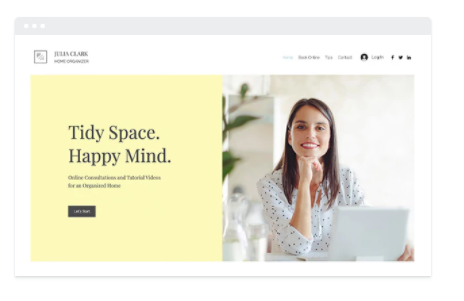 JULIA CLARK
HOME ORGANIZER
Home Book Online Tips Contact Log In
Tidy Space.
Happy Mind.
Online Consultations and Tutorial Videos
for an Organized Home
Let's Start